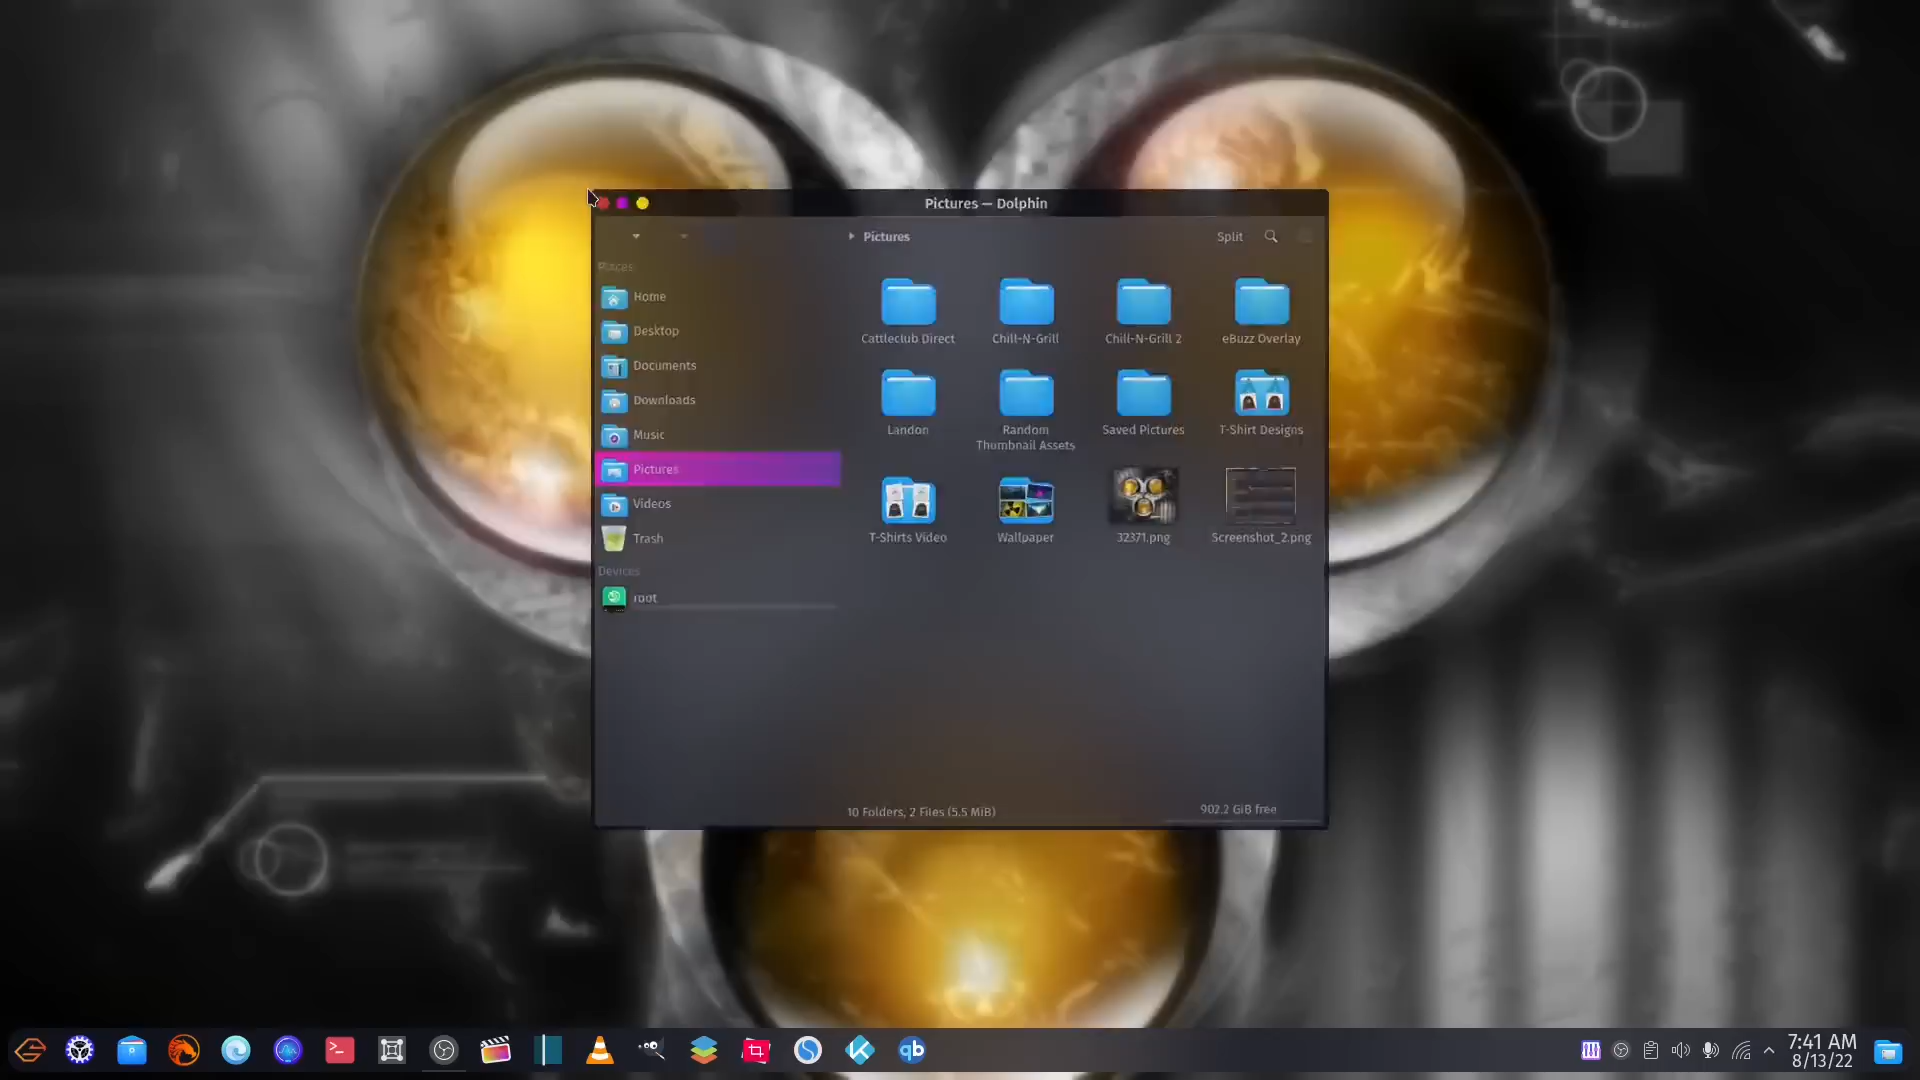 Pictures — Dolphin
Pictures
Split
Places
Home
Desktop
Documents
Downloads
Music
Pictures
Videos
Trash
Devices
root
Cattleclub Direct
Chill-N-Grill
Chill-N-Grill 2
eBuzz Overlay
Landon
Random
Thumbnail Assets
Saved Pictures
T-Shirt Designs
T-Shirts Video
Wallpaper
32371.png
Screenshot_2.png
10 Folders, 2 Files (5.5 MiB)
902.2 GiB free
qb
7:41 AM
8/13/22